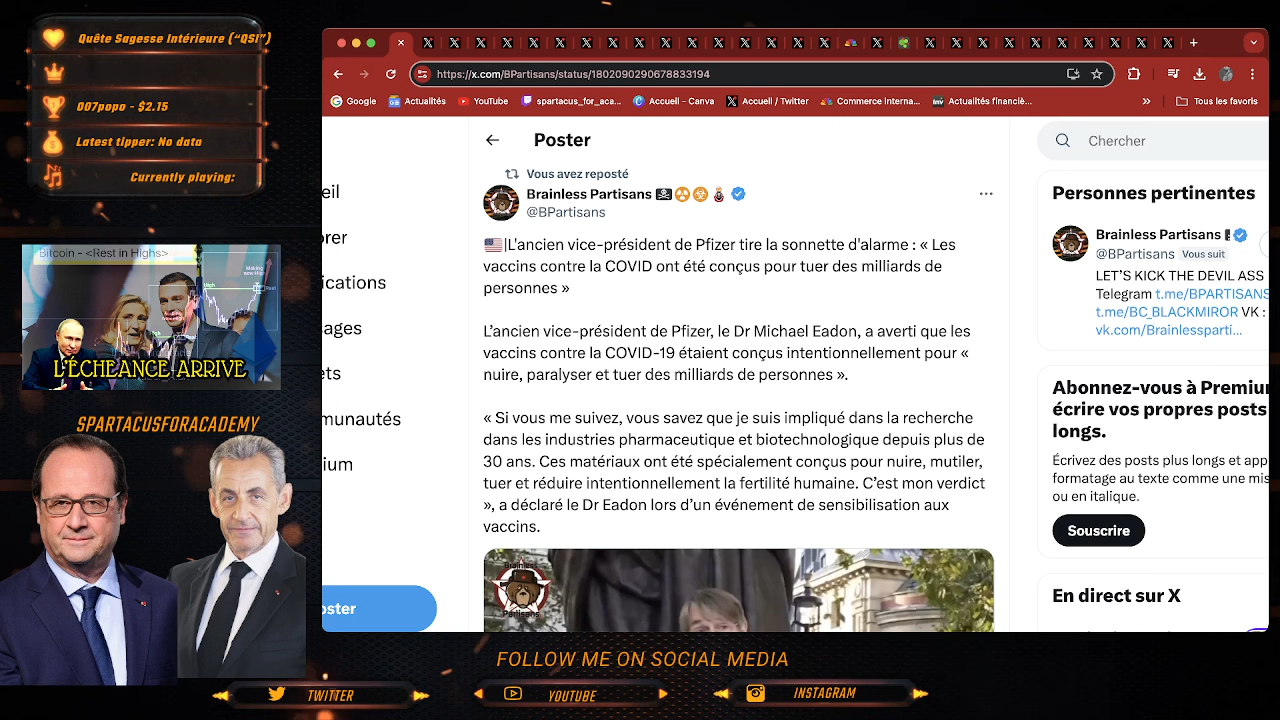 Quête Sagesse Intérieure ("QSI")
007popo - $2.15
Latest tipper: No data
Currently playing:
Bitcoin - <Rest in Highs>
L'ÉCHEANCE ARRIVE
SPARTACUSFORACADEMY
https://x.com/BPartisans/status/1802090290678833194
Google
Actualités
YouTube
spartacus_for_aca...
Accueil - Canva
Accueil / Twitter
Commerce interna...
Actualités financiè...
»
Tous les favoris
eil
orer
ications
sages
ets
munautés
ium
oster
Poster
Vous avez reposté
Brainless Partisans
@BPartisans
|L'ancien vice-président de Pfizer tire la sonnette d'alarme : « Les
vaccins contre la COVID ont été conçus pour tuer des milliards de
personnes »
L'ancien vice-président de Pfizer, le Dr Michael Eadon, a averti que les
vaccins contre la COVID-19 étaient conçus intentionnellement pour «
nuire, paralyser et tuer des milliards de personnes ».
« Si vous me suivez, vous savez que je suis impliqué dans la recherche
dans les industries pharmaceutique et biotechnologique depuis plus de
30 ans. Ces matériaux ont été spécialement conçus pour nuire, mutiler,
tuer et réduire intentionnellement la fertilité humaine. C'est mon verdict
», a déclaré le Dr Eadon lors d'un événement de sensibilisation aux
vaccins.
Brainless
Partisans
Chercher
Personnes pertinentes
Brainless Partisans
@BPartisans Vous suit
LET'S KICK THE DEVIL ASS
Telegram t.me/BPARTISANS
t.me/BC_BLACKMIROR VK :
vk.com/Brainlessparti...
Abonnez-vous à Premium
écrire vos propres posts
longs.
Écrivez des posts plus longs et app
formatage au texte comme une mis
ou en italique.
Souscrire
En direct sur X
FOLLOW ME ON SOCIAL MEDIA
TWITTER
YOUTUBE
INSTAGRAM